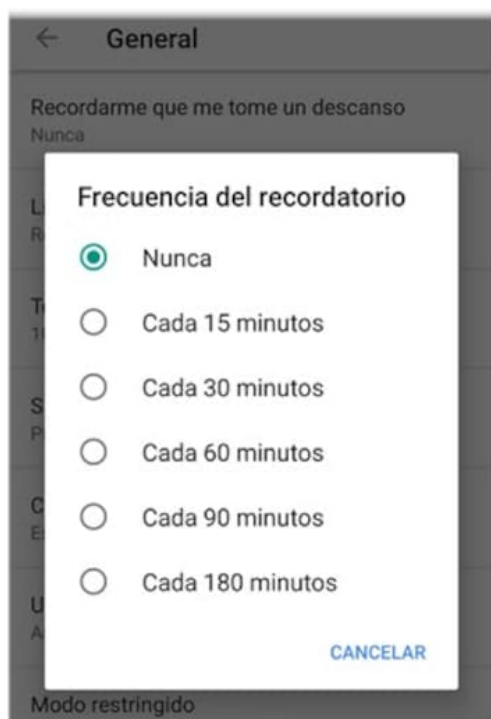 General
Recordarme que me tome un descanso
Nunca
Frecuencia del recordatorio
Nunca
Cada 15 minutos
Cada 30 minutos
Cada 60 minutos
Cada 90 minutos
Cada 180 minutos
CANCELAR
Modo restringido